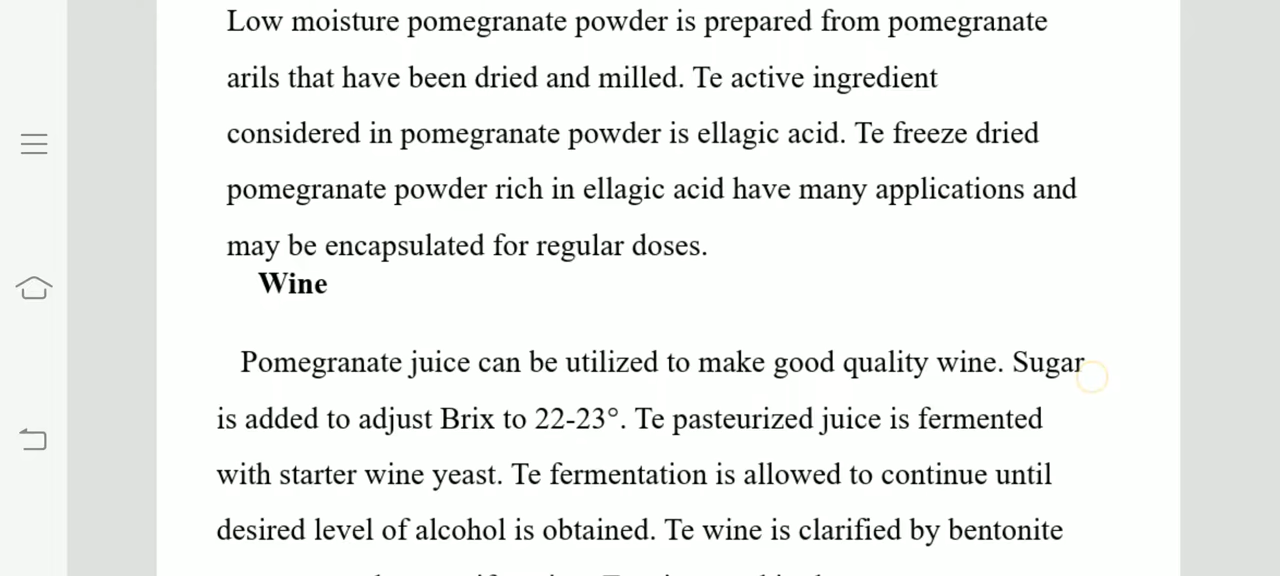 Low moisture pomegranate powder is prepared from pomegranate
arils that have been dried and milled. Te active ingredient
considered in pomegranate powder is ellagic acid. Te freeze dried
pomegranate powder rich in ellagic acid have many applications and
may be encapsulated for regular doses.
Wine
Pomegranate juice can be utilized to make good quality wine. Sugar
is added to adjust Brix to 22-23°. Te pasteurized juice is fermented
with starter wine yeast. Te fermentation is allowed to continue until
desired level of alcohol is obtained. Te wine is clarified by bentonite